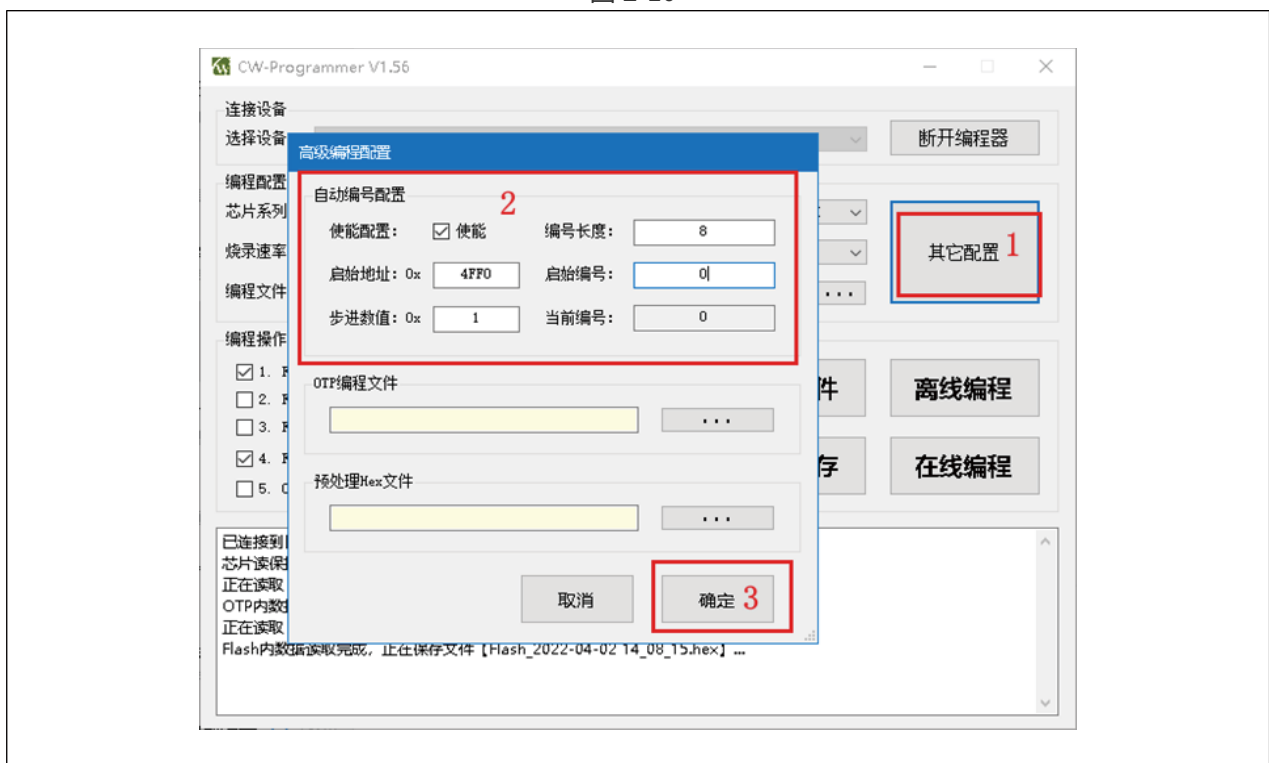 CW-Programmer V1.56
连接设备
选择设备
断开编程器
高级编程配置
编程配置
芯片系列
烧录速率
编程文件
...
其它配置 1
自动编号配置
2
使能配置: 使能 编号长度: 8
启始地址: 0x 4FF0 启始编号: 0
步进数值: 0x 1 当前编号: 0
编程操作
1.
2.
3.
4.
5.
件
离线编程
存
在线编程
OTP编程文件
...
预处理Hex文件
...
取消
确定 3
已连接到
芯片读保
正在读取
OTP内数
正在读取
Flash内数据读取完成, 正在保存文件【Flash_2022-04-02 14_08_15.hex】...